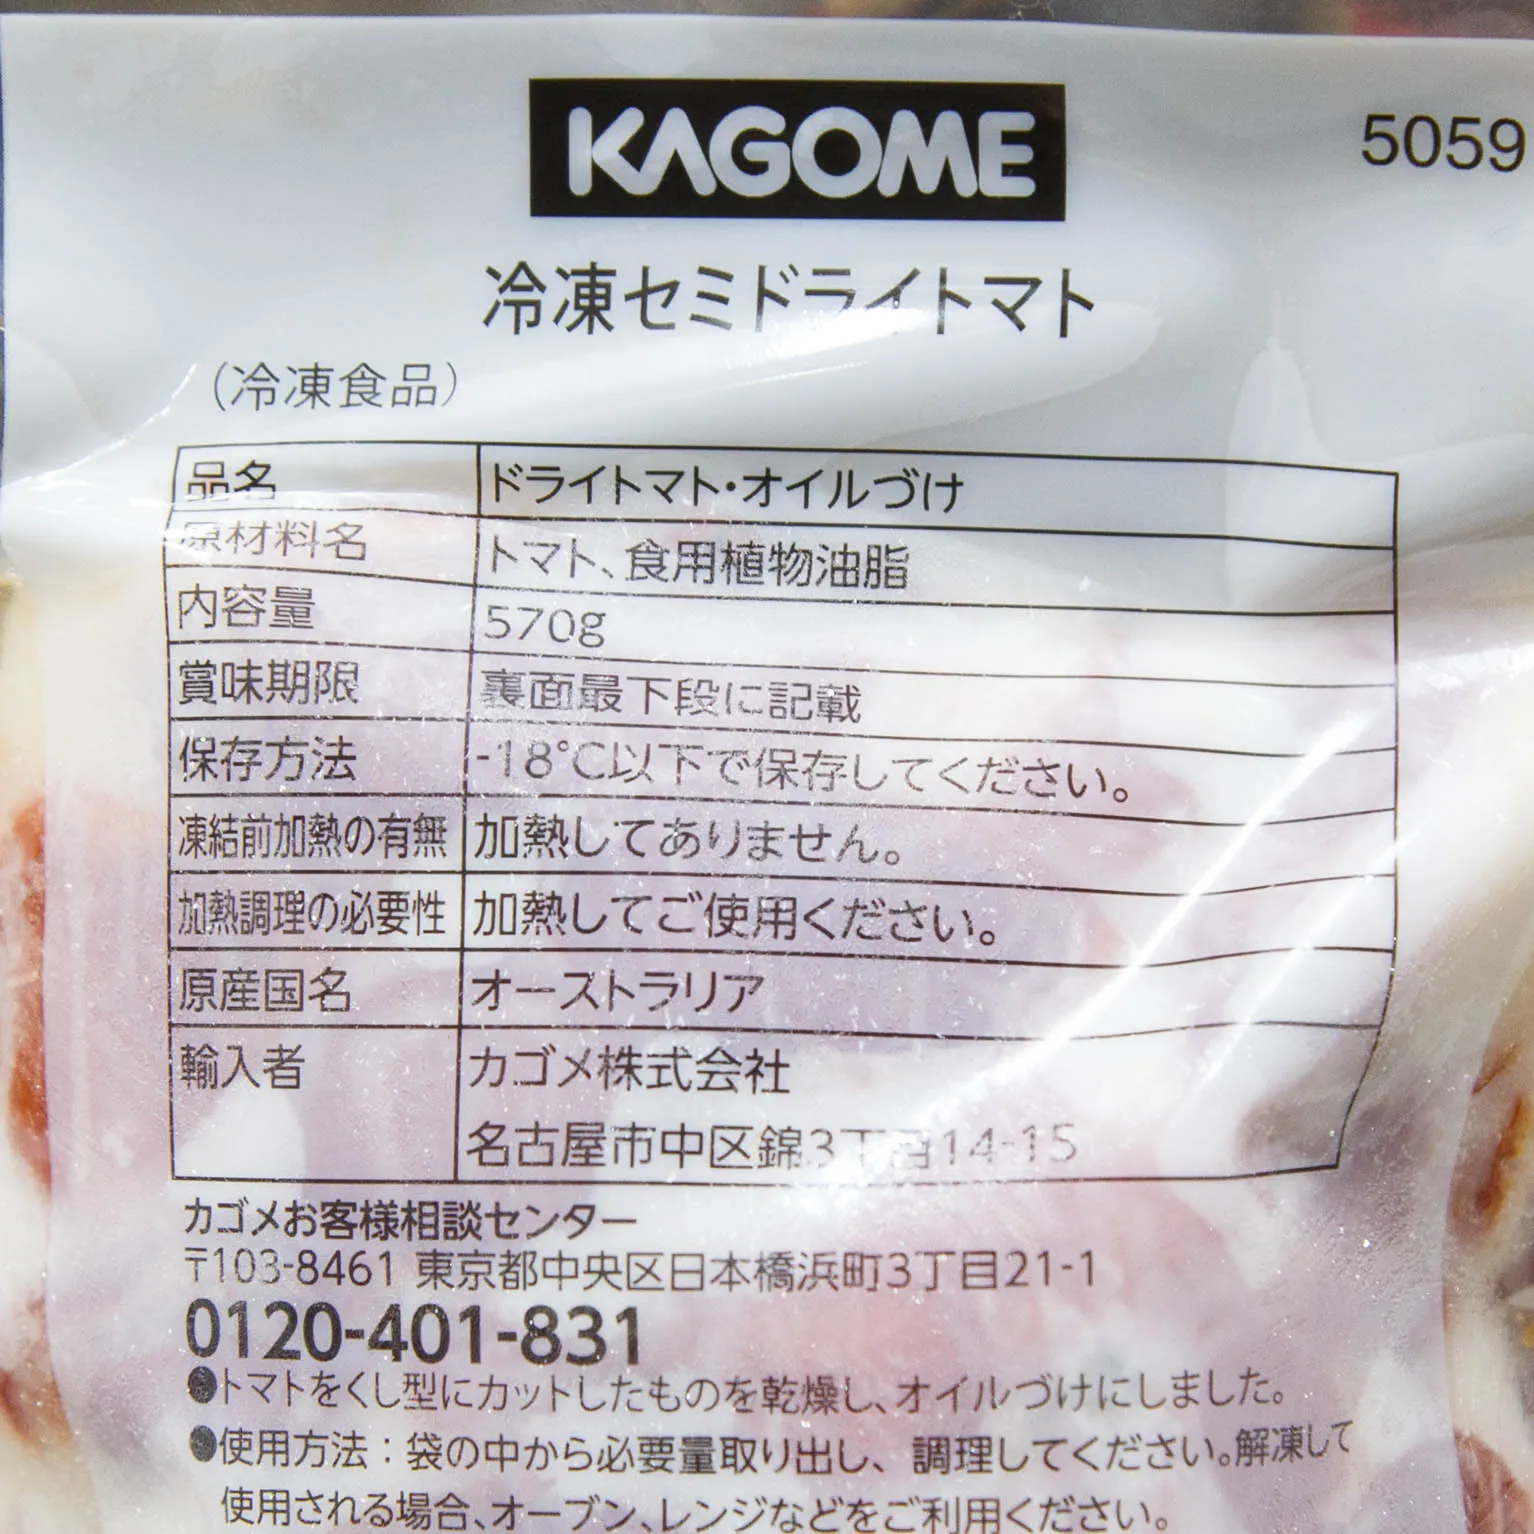 KAGOME
5059
冷凍セミドライトマト
(冷凍食品)
品名 ドライトマト・オイルづけ
原材料名 トマト、食用植物油脂
内容量 570g
賞味期限 裏面最下段に記載
保存方法 -18℃以下で保存してください。
凍結前加熱の有無 加熱してありません。
加熱調理の必要性 加熱してご使用ください。
原産国名 オーストラリア
輸入者 カゴメ株式会社
名古屋市中区錦3丁目14-15
カゴメお客様相談センター
〒103-8461 東京都中央区日本橋浜町3丁目21-1
0120-401-831
●トマトをくし型にカットしたものを乾燥し、オイルづけにしました。
●使用方法：袋の中から必要量取り出し、調理してください。解凍して
使用される場合、オーブン、レンジなどをご利用ください。